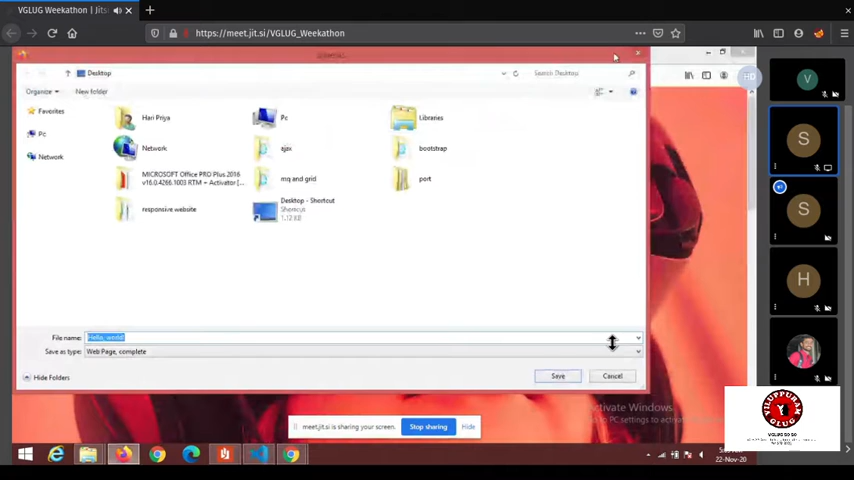 VGLUG Weekathon | Jits
https://meet.jit.si/VGLUG_Weekathon
Desktop
Search Desktop
Organize
New folder
Favorites
Pc
Network
Hari Priya
Pc
Libraries
Network
ajax
bootstrap
MICROSOFT Office PRO Plus 2016
v16.0.4266.1003 RTM + Activator [...
mq and grid
port
responsive website
Desktop - Shortcut
Shortcut
1.12 KB
File name:
Hello, world!
Save as type:
Web Page, complete
Hide Folders
Save
Cancel
Activate Windows
Go to PC settings to activate
meet.jit.si is sharing your screen.
Stop sharing
Hide
22-Nov-20
HD
V
S
S
H
VILUPPURAM
GLUG